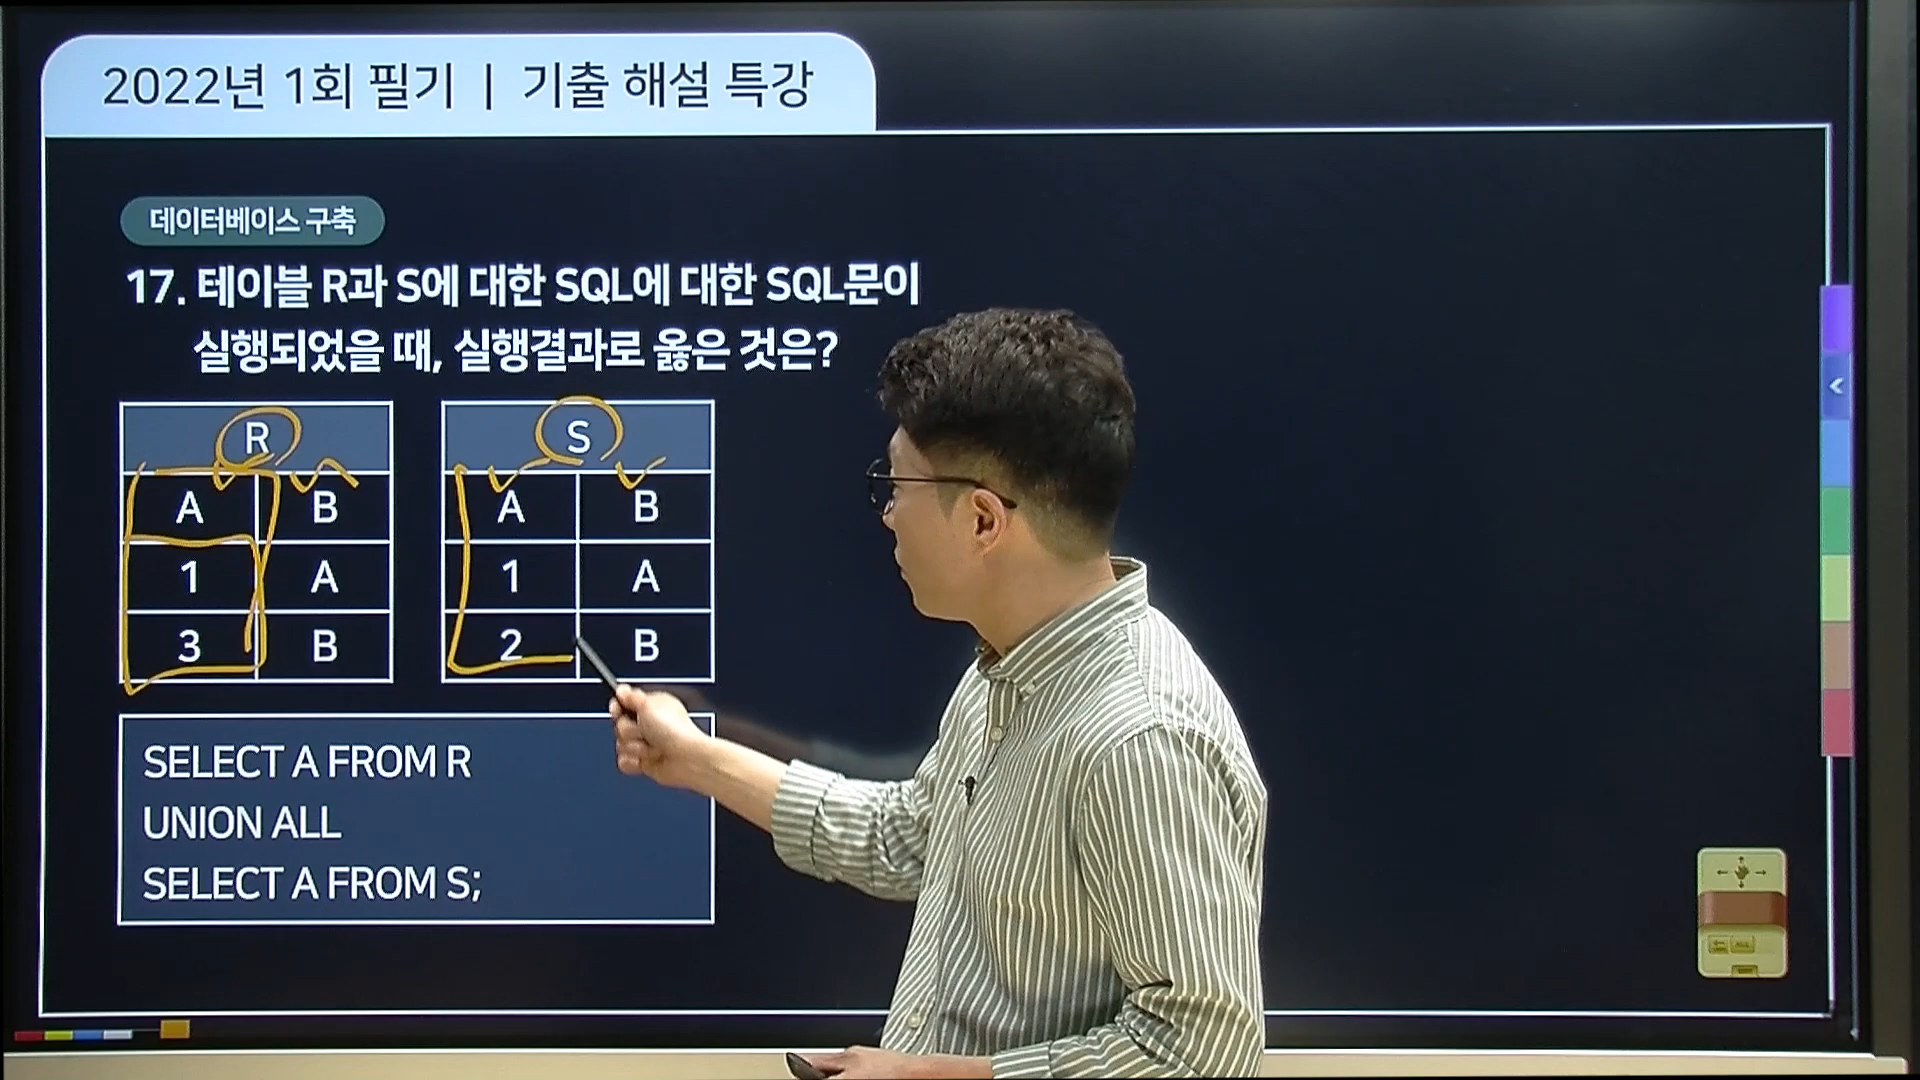 2022년 1회 필기 | 기출 해설 특강
데이터베이스 구축
17. 테이블 R과 S에 대한 SQL에 대한 SQL문이
실행되었을 때, 실행결과로 옳은 것은?
R
A B
1 A
3 B
S
A B
1 A
2 B
SELECT A FROM R
UNION ALL
SELECT A FROM S;